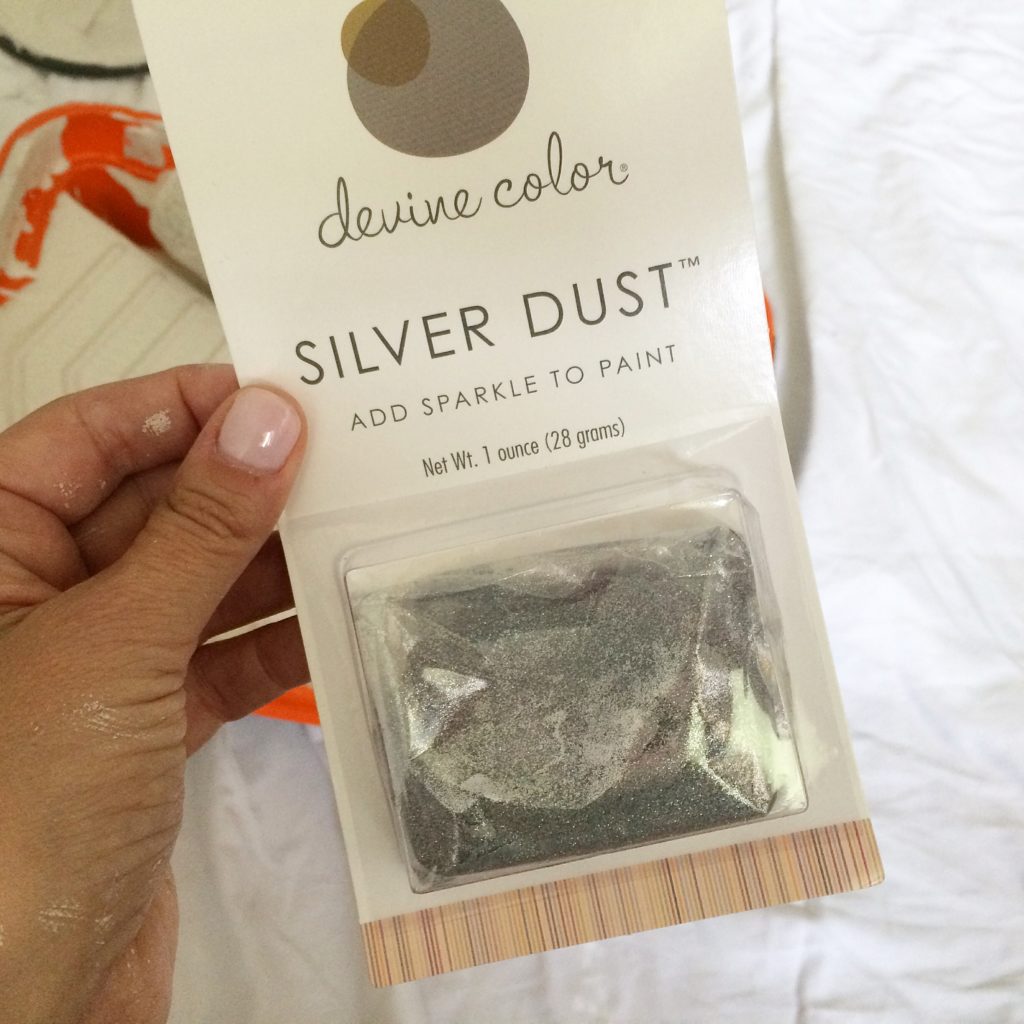 devine color®
SILVER DUST™
ADD SPARKLE TO PAINT
Net Wt. 1 ounce (28 grams)